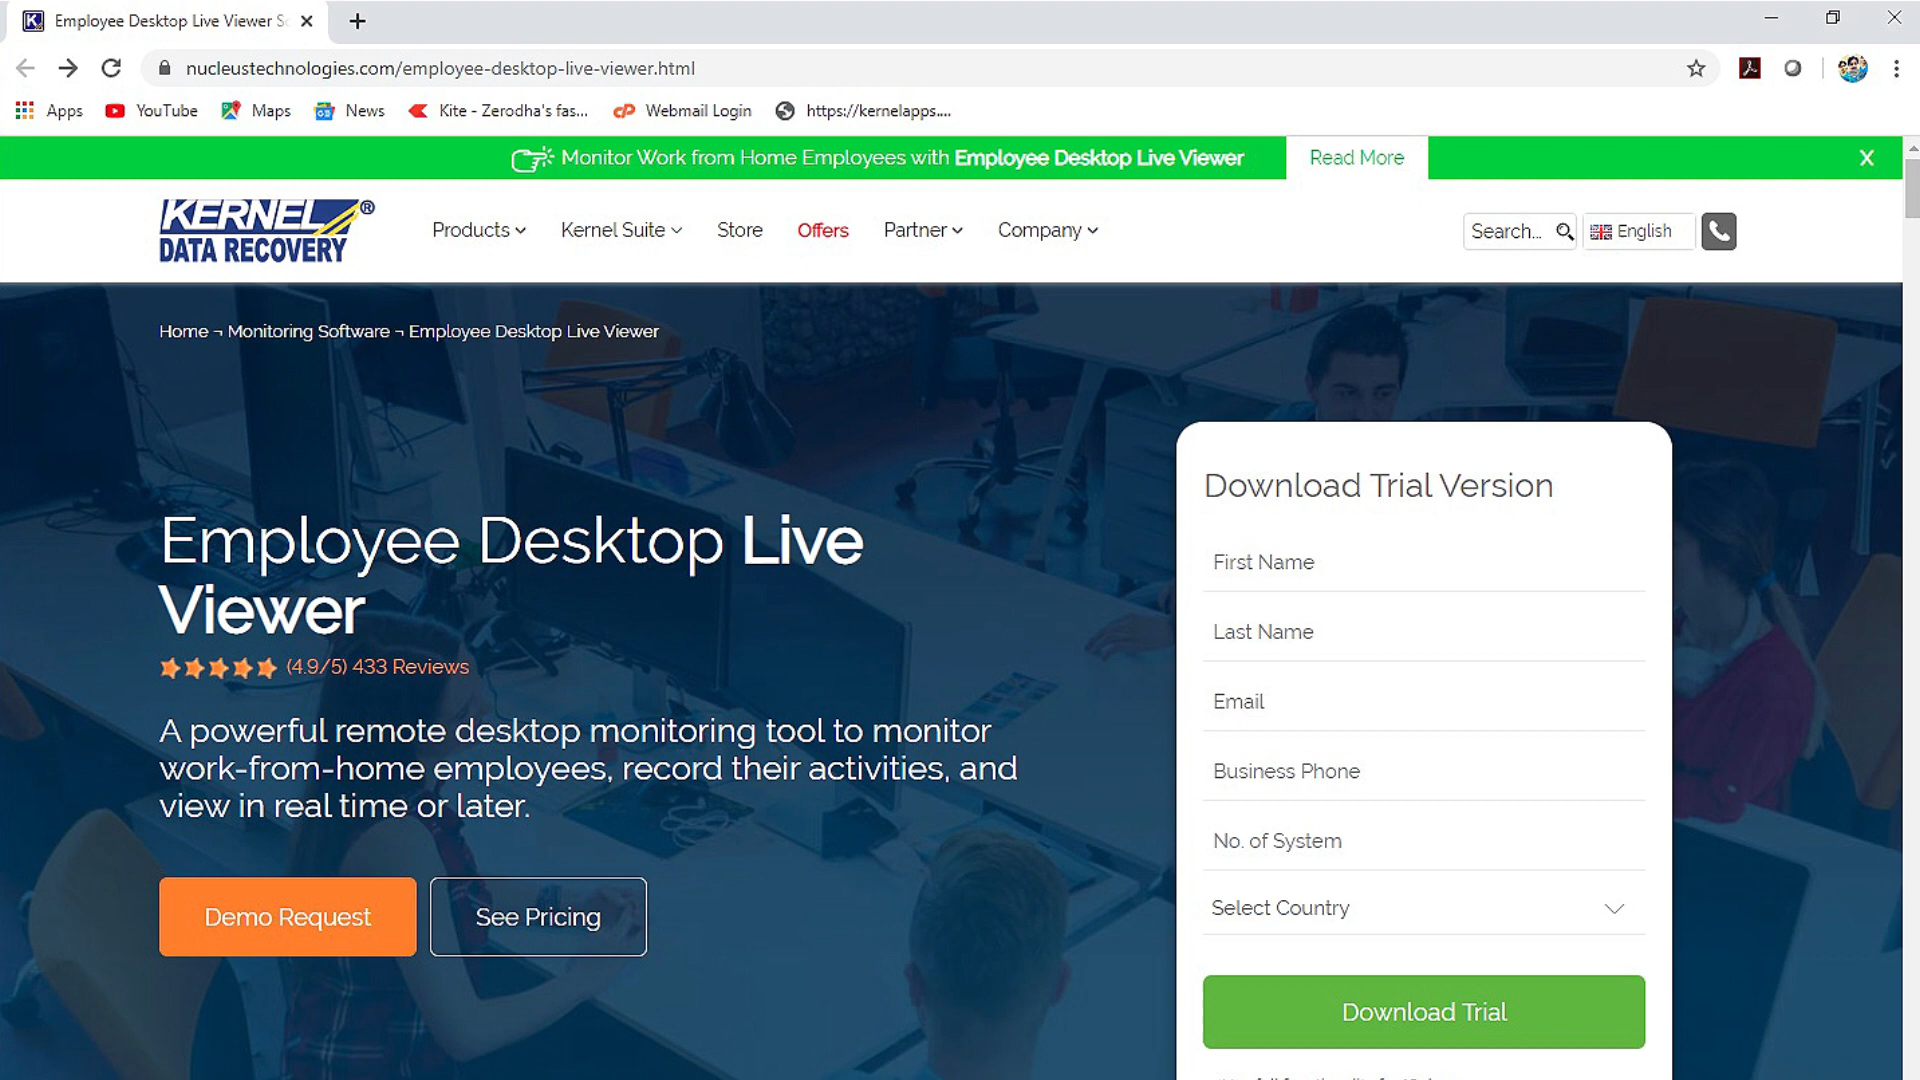 Employee Desktop Live Viewer S
nucleustechnologies.com/employee-desktop-live-viewer.html
Apps
YouTube
Maps
News
Kite - Zerodha's fas...
cP
Webmail Login
https://kernelapps....
Monitor Work from Home Employees with Employee Desktop Live Viewer
Read More
X
KERNEL®
DATA RECOVERY
Products
Kernel Suite
Store
Offers
Partner
Company
Search...
English
Home ¬ Monitoring Software ¬ Employee Desktop Live Viewer
Employee Desktop Live
Viewer
(4.9/5) 433 Reviews
A powerful remote desktop monitoring tool to monitor
work-from-home employees, record their activities, and
view in real time or later.
Demo Request
See Pricing
Download Trial Version
First Name
Last Name
Email
Business Phone
No. of System
Select Country
Download Trial